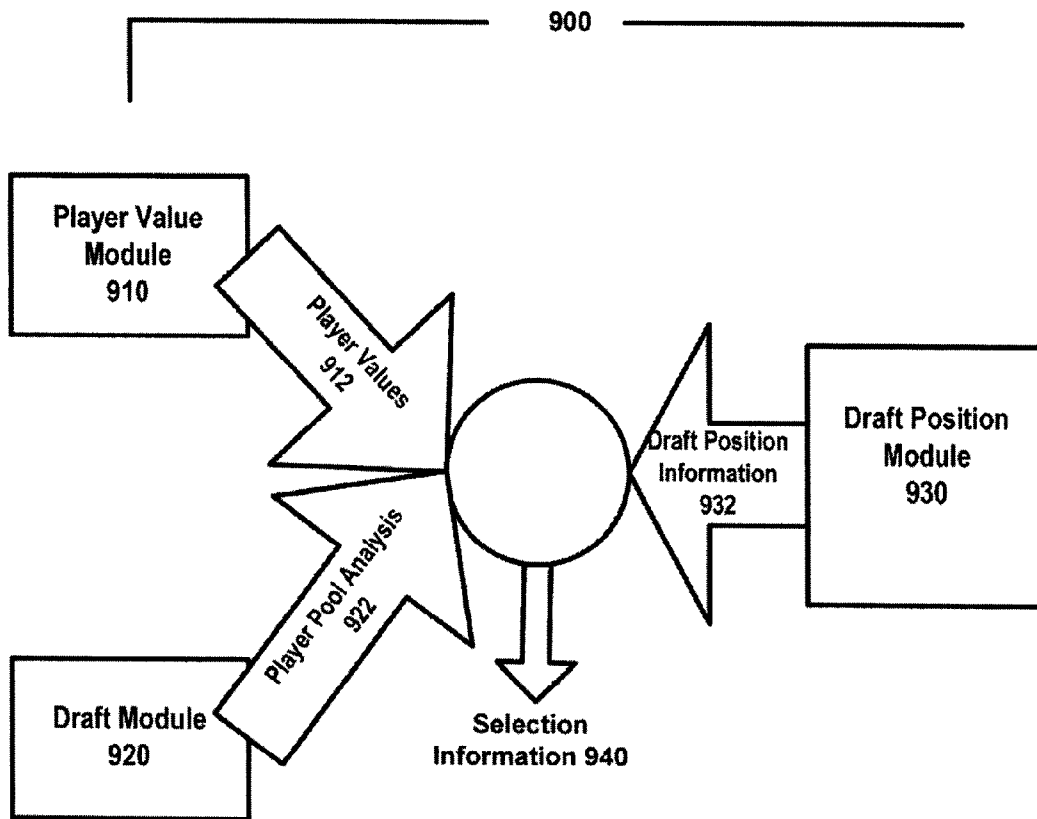 900
Player Value
Module
910
Player Values
912
Draft Position
Information
932
Draft Position
Module
930
Player Pool Analysis
922
Draft Module
920
Selection
Information 940